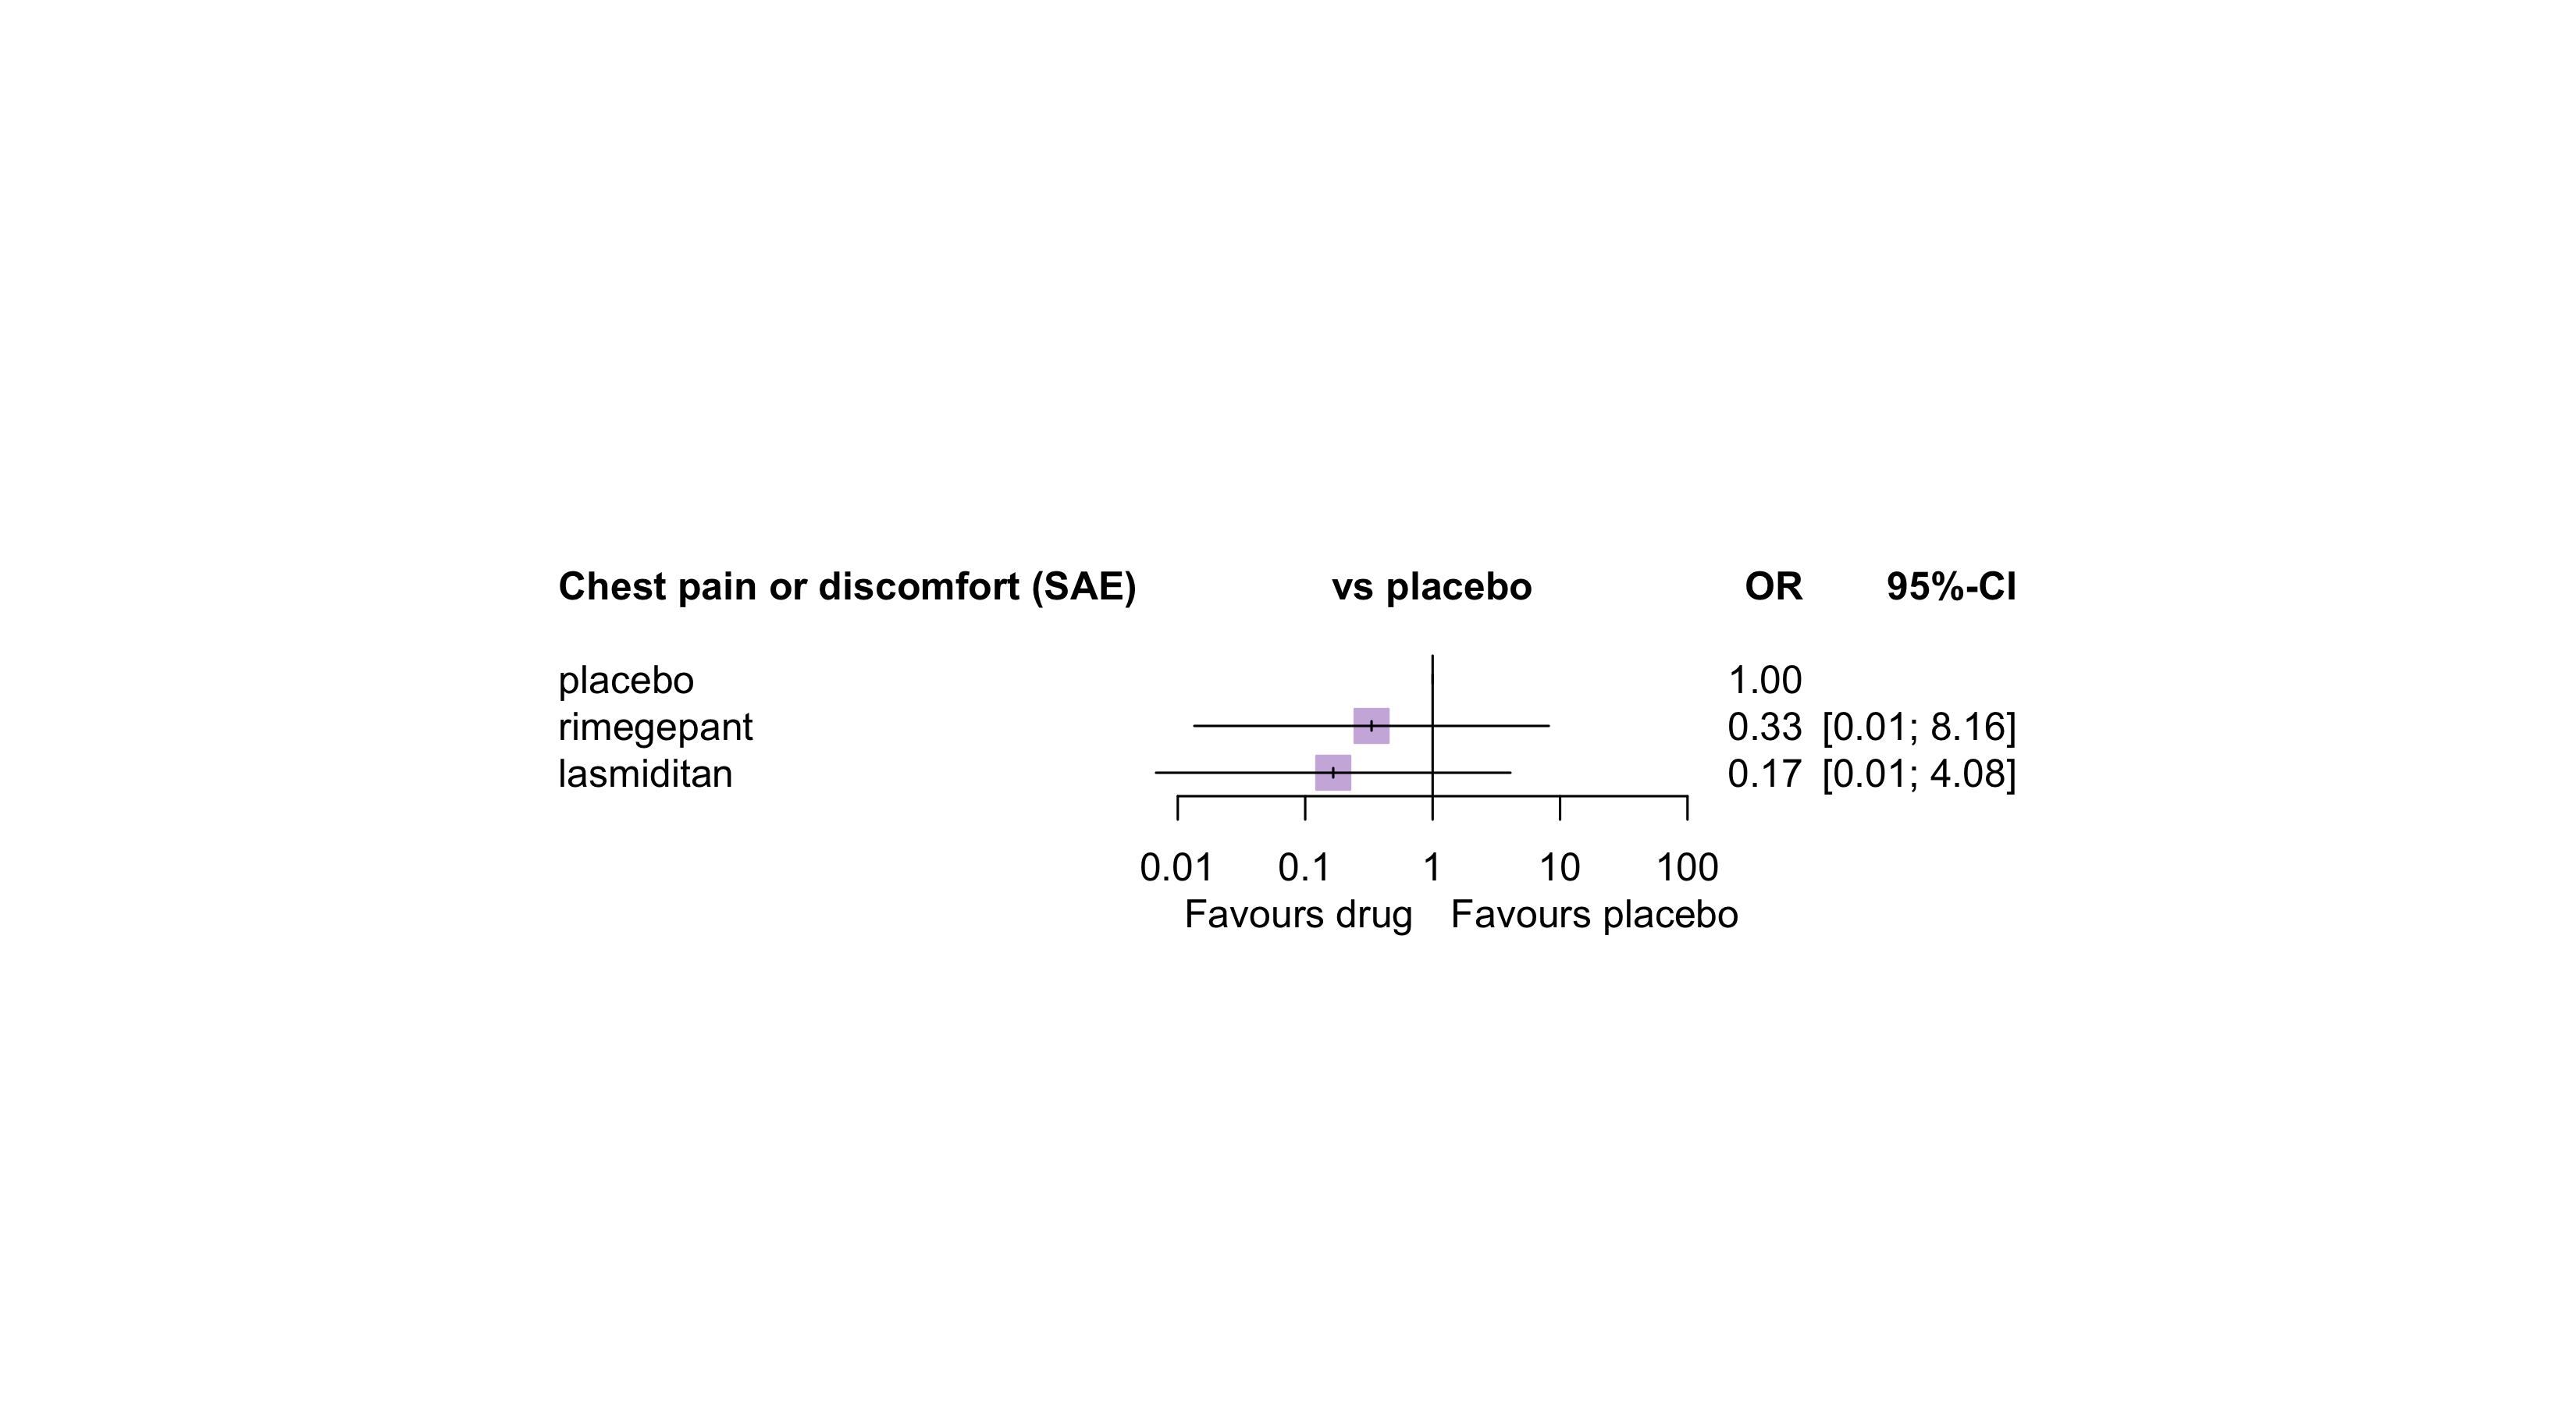 Chest pain or discomfort (SAE) vs placebo OR 95%-CI
placebo 1.00
rimegepant 0.33 [0.01; 8.16]
lasmiditan 0.17 [0.01; 4.08]
0.01 0.1 1 10 100
Favours drug Favours placebo